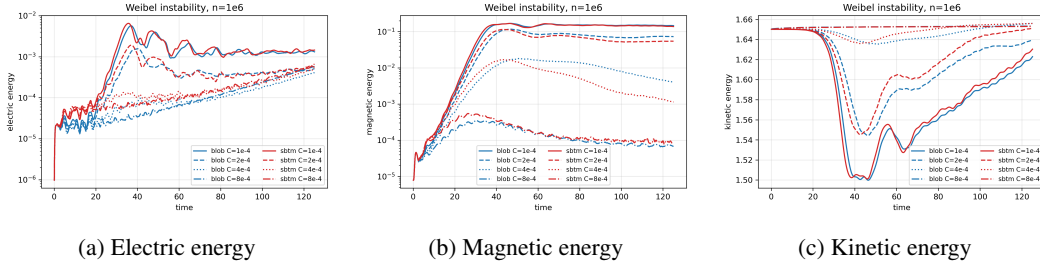 Weibel instability, n=1e6
electric energy
10⁻²
10⁻³
10⁻⁴
10⁻⁵
10⁻⁶
0 20 40 60 80 100 120
time
blob C=1e-4 sbtm C=1e-4
blob C=2e-4 sbtm C=2e-4
blob C=4e-4 sbtm C=4e-4
blob C=8e-4 sbtm C=8e-4
(a) Electric energy
Weibel instability, n=1e6
magnetic energy
10⁻¹
10⁻²
10⁻³
10⁻⁴
10⁻⁵
0 20 40 60 80 100 120
time
blob C=1e-4 sbtm C=1e-4
blob C=2e-4 sbtm C=2e-4
blob C=4e-4 sbtm C=4e-4
blob C=8e-4 sbtm C=8e-4
(b) Magnetic energy
Weibel instability, n=1e6
kinetic energy
1.66
1.64
1.62
1.60
1.58
1.56
1.54
1.52
1.50
0 20 40 60 80 100 120
time
blob C=1e-4 sbtm C=1e-4
blob C=2e-4 sbtm C=2e-4
blob C=4e-4 sbtm C=4e-4
blob C=8e-4 sbtm C=8e-4
(c) Kinetic energy